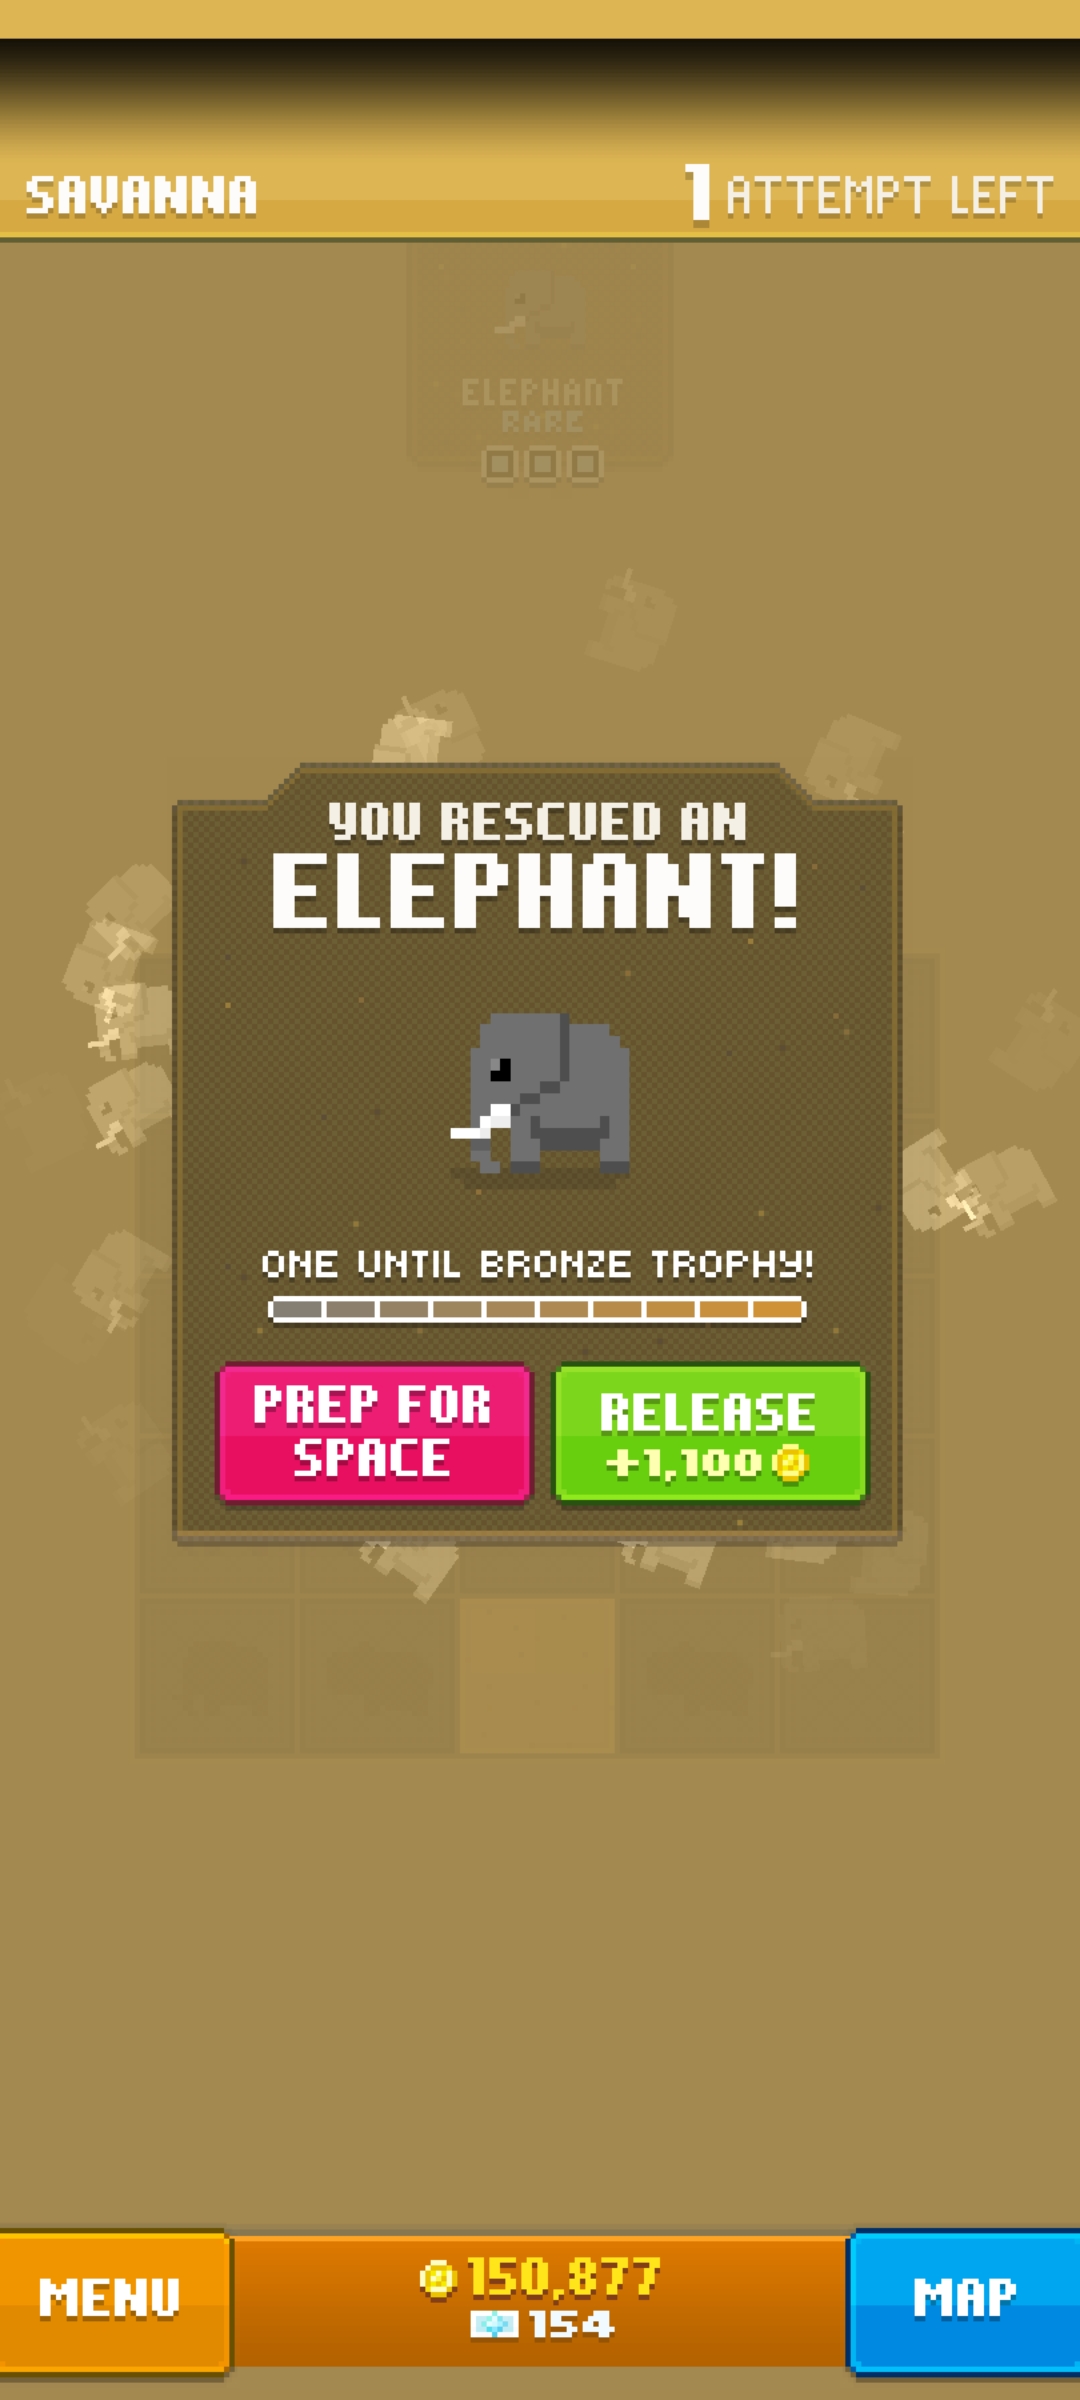 SAVANNA
1 ATTEMPT LEFT
ELEPHANT
RARE
YOU RESCUED AN
ELEPHANT!
ONE UNTIL BRONZE TROPHY!
PREP FOR
SPACE
RELEASE
+1,100
MENU
150,877
154
MAP